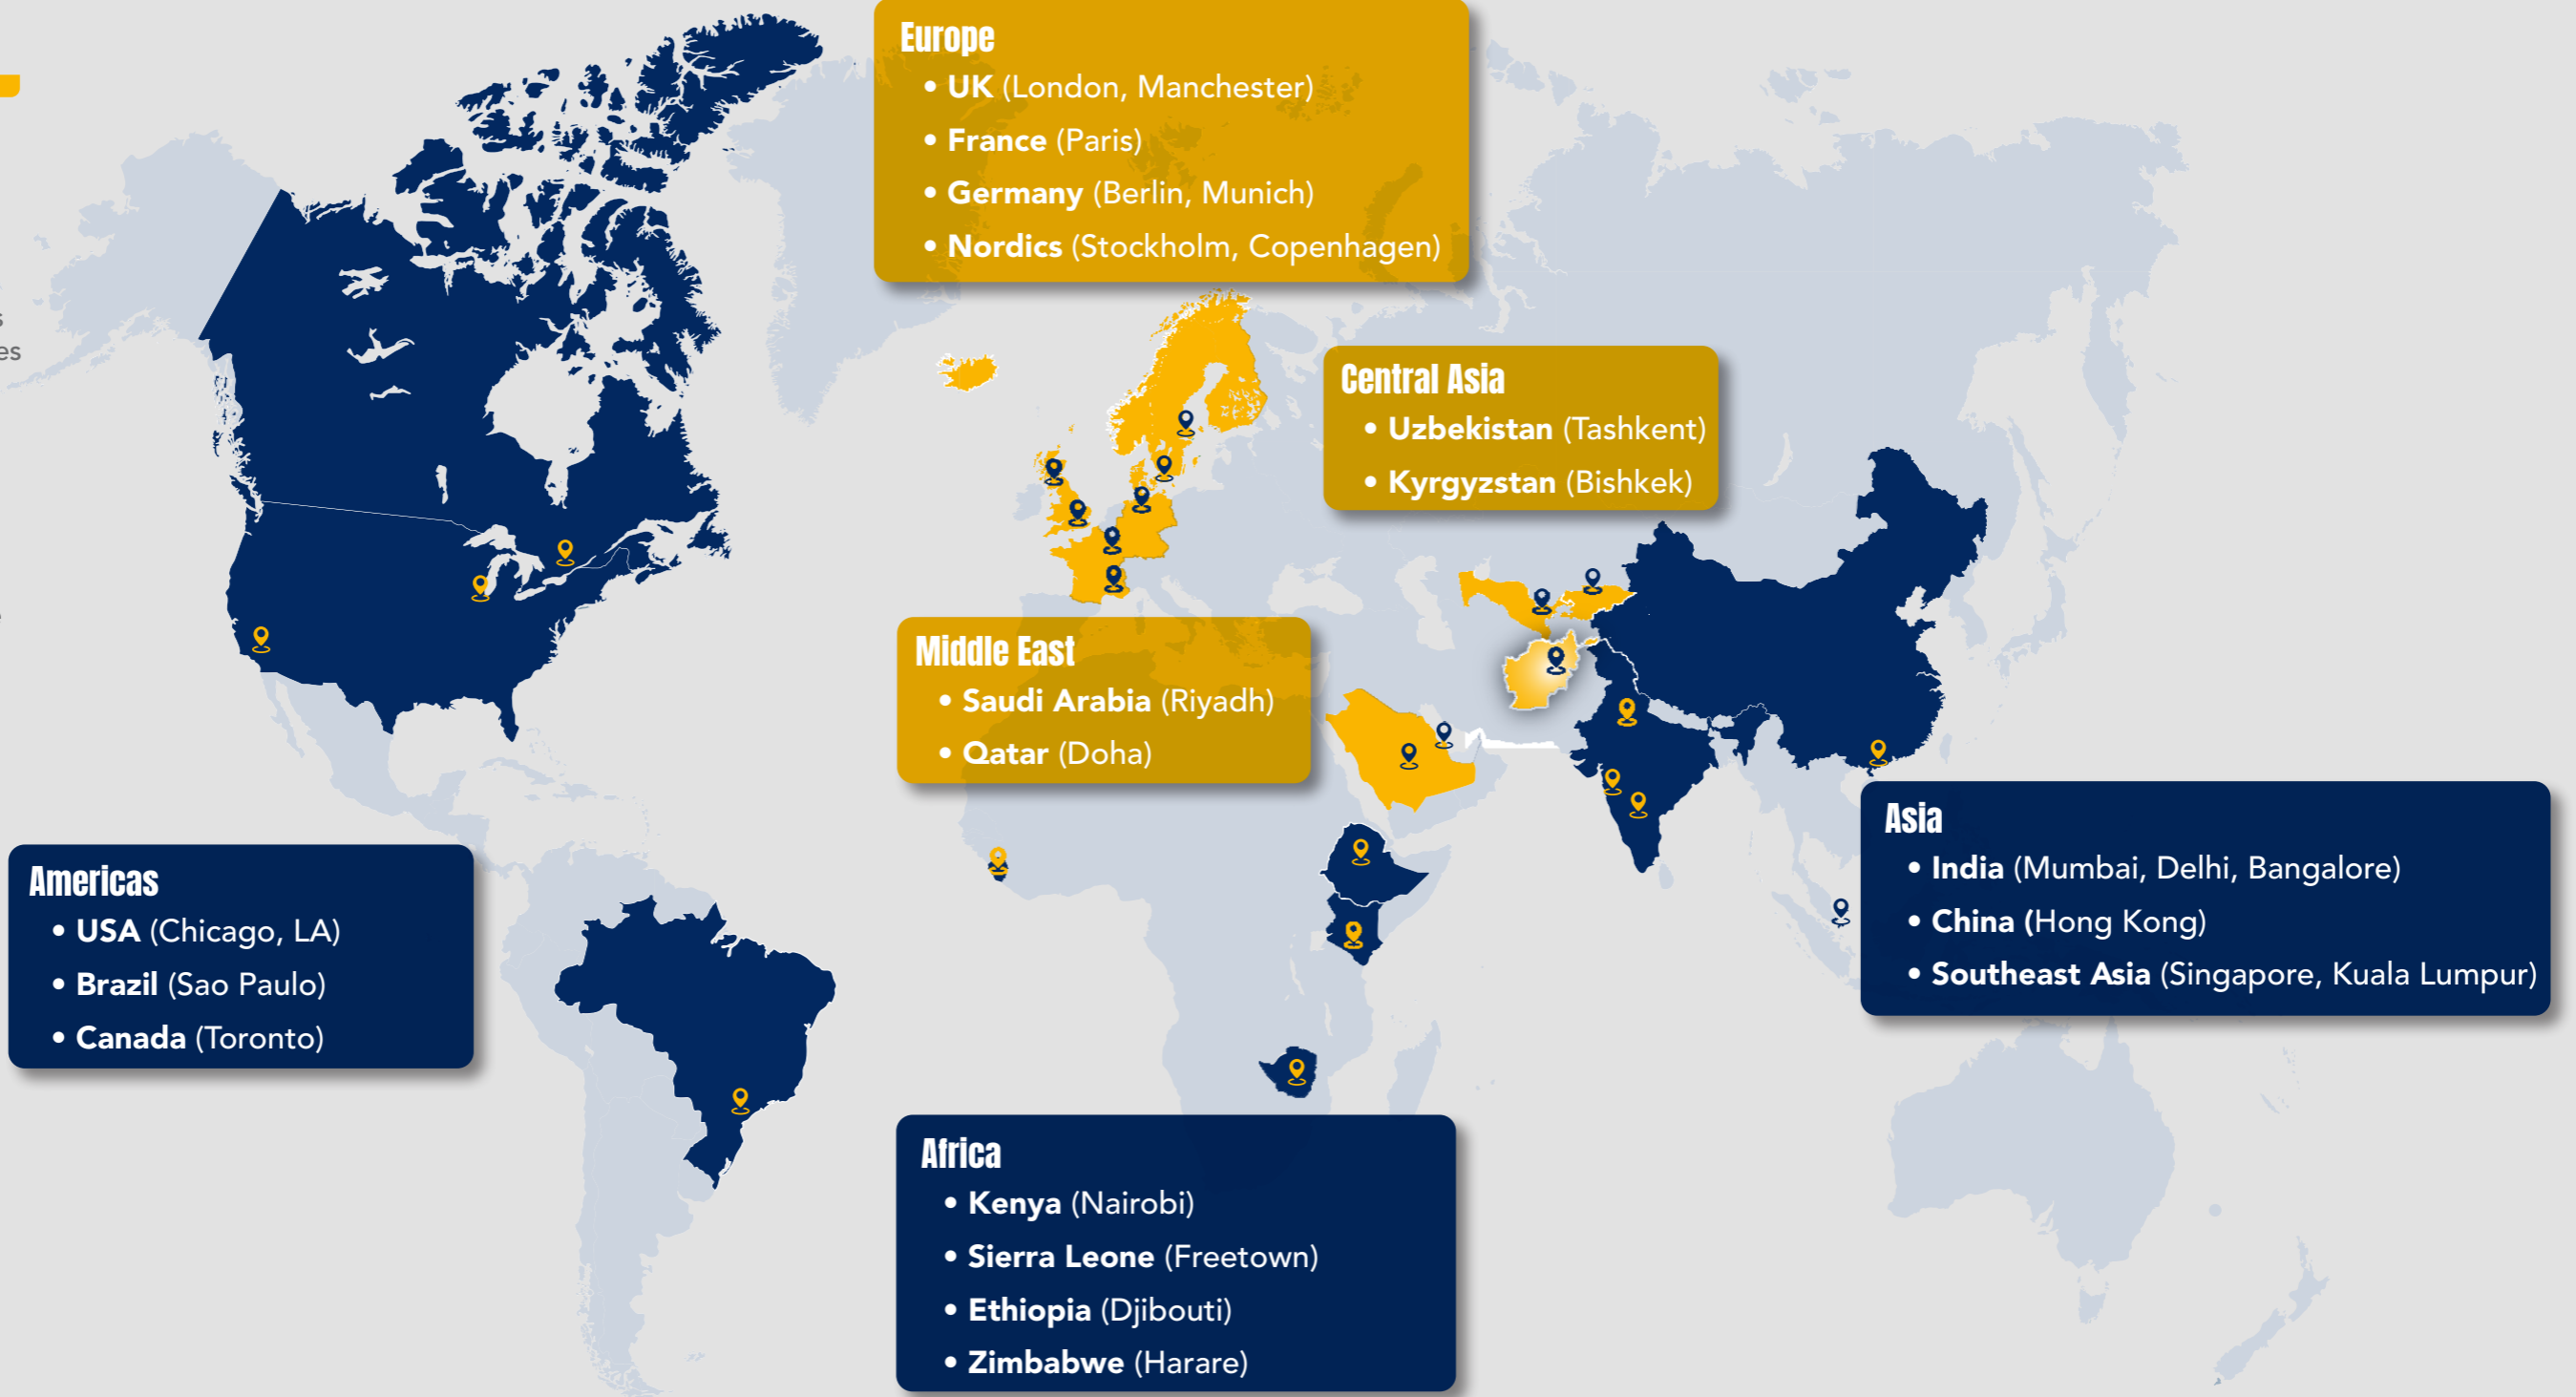 Europe
• UK (London, Manchester)
• France (Paris)
• Germany (Berlin, Munich)
• Nordics (Stockholm, Copenhagen)
s
es
Central Asia
• Uzbekistan (Tashkent)
• Kyrgyzstan (Bishkek)
e
Middle East
• Saudi Arabia (Riyadh)
• Qatar (Doha)
Asia
• India (Mumbai, Delhi, Bangalore)
• China (Hong Kong)
• Southeast Asia (Singapore, Kuala Lumpur)
Americas
• USA (Chicago, LA)
• Brazil (Sao Paulo)
• Canada (Toronto)
Africa
• Kenya (Nairobi)
• Sierra Leone (Freetown)
• Ethiopia (Djibouti)
• Zimbabwe (Harare)